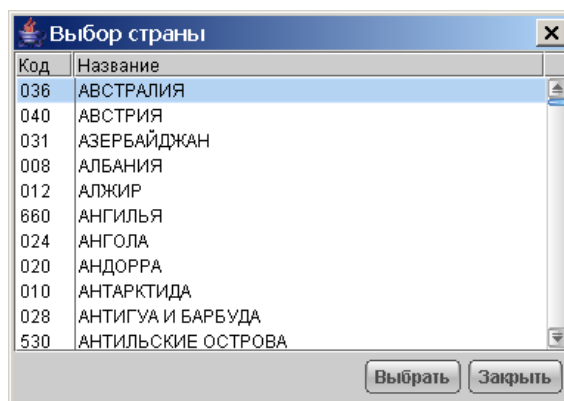 Выбор страны
Код Название
036 АВСТРАЛИЯ
040 АВСТРИЯ
031 АЗЕРБАЙДЖАН
008 АЛБАНИЯ
012 АЛЖИР
660 АНГИЛЬЯ
024 АНГОЛА
020 АНДОРРА
010 АНТАРКТИДА
028 АНТИГУА И БАРБУДА
530 АНТИЛЬСКИЕ ОСТРОВА
Выбрать Закрыть